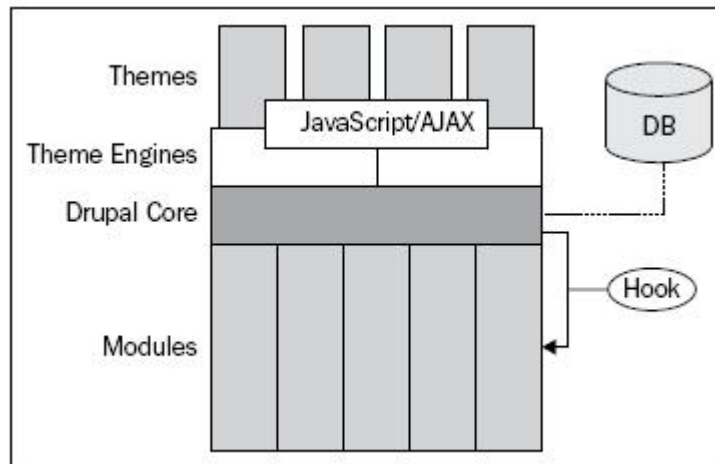 Themes
JavaScript/AJAX
DB
Theme Engines
Drupal Core
Hook
Modules